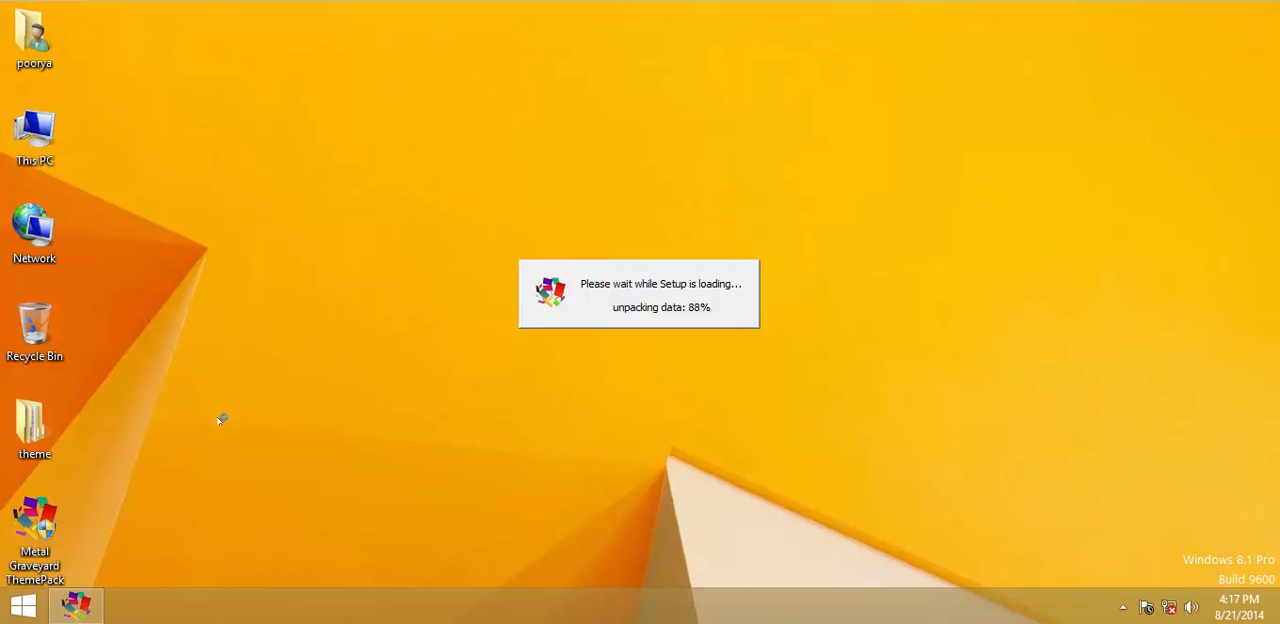 poorya
This PC
Network
Recycle Bin
theme
Metal
Graveyard
ThemePack
Please wait while Setup is loading...
unpacking data: 88%
Windows 8.1 Pro
Build 9600
4:17 PM
8/21/2014